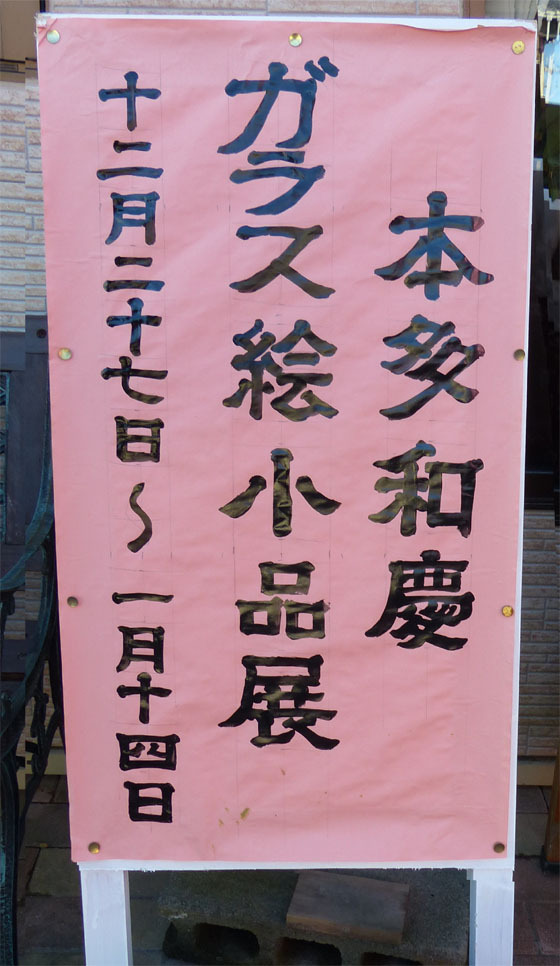 本多和慶
ガラス絵小品展
十二月二十七日〜一月十四日